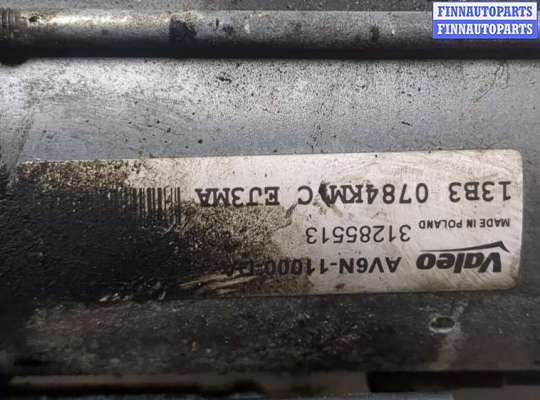 FINNAUTOPARTS
FINNAUTOPARTS
Valeo AV6N-11000-
31285513
MADE IN POLAND
13B3 0784KM C EJ3MA